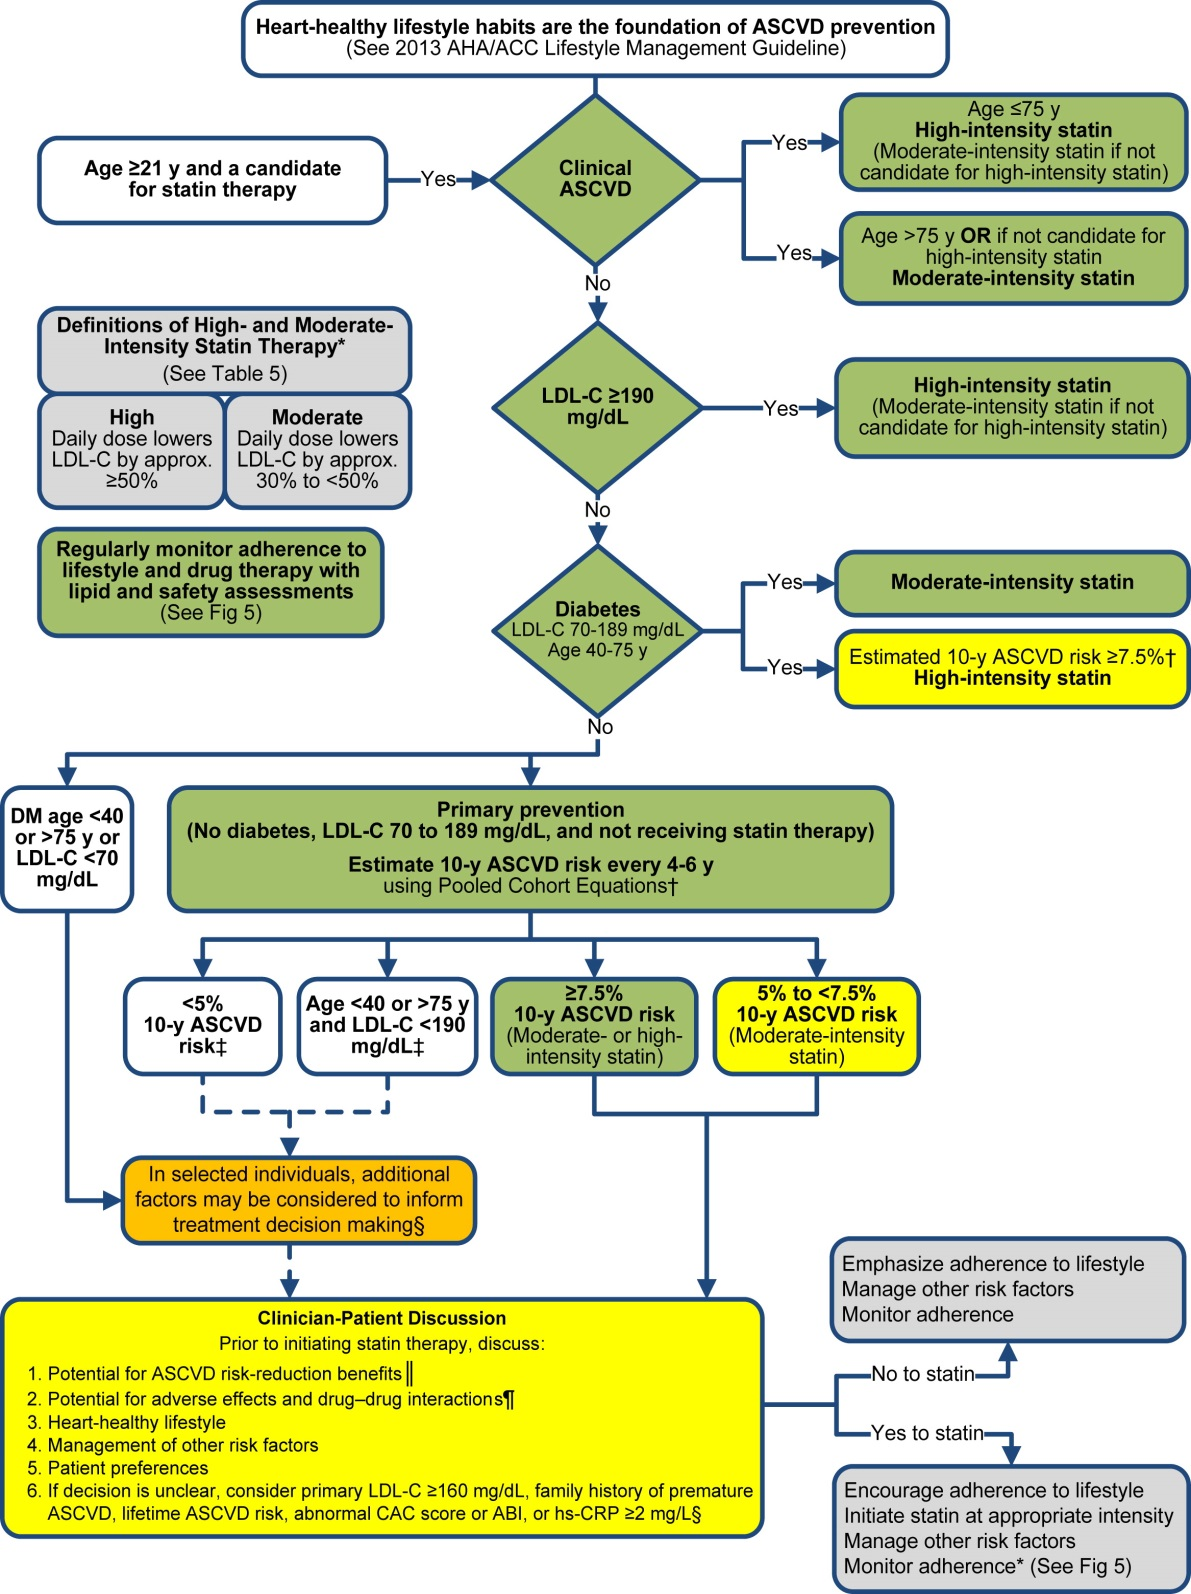 Heart-healthy lifestyle habits are the foundation of ASCVD prevention
(See 2013 AHA/ACC Lifestyle Management Guideline)
Age ≥21 y and a candidate
for statin therapy
Yes
Clinical
ASCVD
Yes
Age ≤75 y
High-intensity statin
(Moderate-intensity statin if not
candidate for high-intensity statin)
Yes
Age >75 y OR if not candidate for
high-intensity statin
Moderate-intensity statin
No
Definitions of High- and Moderate-
Intensity Statin Therapy*
(See Table 5)
High
Daily dose lowers
LDL-C by approx.
≥50%
Moderate
Daily dose lowers
LDL-C by approx.
30% to <50%
LDL-C ≥190
mg/dL
Yes
High-intensity statin
(Moderate-intensity statin if not
candidate for high-intensity statin)
No
Regularly monitor adherence to
lifestyle and drug therapy with
lipid and safety assessments
(See Fig 5)
Diabetes
LDL-C 70-189 mg/dL
Age 40-75 y
Yes
Moderate-intensity statin
Yes
Estimated 10-y ASCVD risk ≥7.5%†
High-intensity statin
No
DM age <40
or >75 y or
LDL-C <70
mg/dL
Primary prevention
(No diabetes, LDL-C 70 to 189 mg/dL, and not receiving statin therapy)
Estimate 10-y ASCVD risk every 4-6 y
using Pooled Cohort Equations†
<5%
10-y ASCVD
risk‡
Age <40 or >75 y
and LDL-C <190
mg/dL‡
≥7.5%
10-y ASCVD risk
(Moderate- or high-
intensity statin)
5% to <7.5%
10-y ASCVD risk
(Moderate-intensity
statin)
In selected individuals, additional
factors may be considered to inform
treatment decision making§
Clinician-Patient Discussion
Prior to initiating statin therapy, discuss:
1. Potential for ASCVD risk-reduction benefits║
2. Potential for adverse effects and drug–drug interactions¶
3. Heart-healthy lifestyle
4. Management of other risk factors
5. Patient preferences
6. If decision is unclear, consider primary LDL-C ≥160 mg/dL, family history of premature
ASCVD, lifetime ASCVD risk, abnormal CAC score or ABI, or hs-CRP ≥2 mg/L§
Emphasize adherence to lifestyle
Manage other risk factors
Monitor adherence
No to statin
Yes to statin
Encourage adherence to lifestyle
Initiate statin at appropriate intensity
Manage other risk factors
Monitor adherence* (See Fig 5)